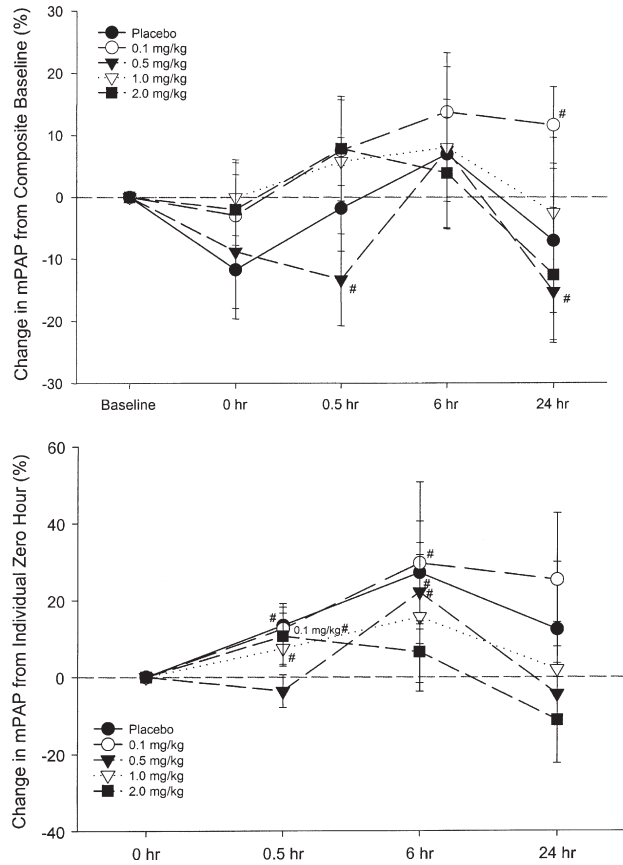 Change in mPAP from Composite Baseline (%)
30
20
10
0
-10
-20
-30
Placebo
0.1 mg/kg
0.5 mg/kg
1.0 mg/kg
2.0 mg/kg
#
#
#
Baseline
0 hr
0.5 hr
6 hr
24 hr
Change in mPAP from Individual Zero Hour (%)
60
40
20
0
-20
-40
#
#
#
#
# 0.1 mg/kg #
#
Placebo
0.1 mg/kg
0.5 mg/kg
1.0 mg/kg
2.0 mg/kg
0 hr
0.5 hr
6 hr
24 hr